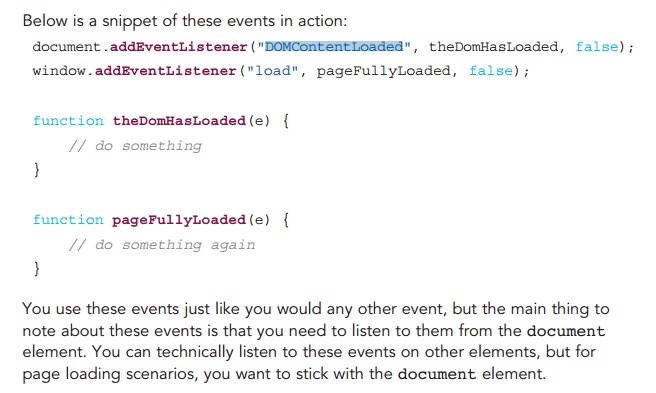 Below is a snippet of these events in action:
document.addEventListener("DOMContentLoaded", theDomHasLoaded, false);
window.addEventListener("load", pageFullyLoaded, false);
function theDomHasLoaded(e) {
// do something
}
function pageFullyLoaded(e) {
// do something again
}
You use these events just like you would any other event, but the main thing to
note about these events is that you need to listen to them from the document
element. You can technically listen to these events on other elements, but for
page loading scenarios, you want to stick with the document element.